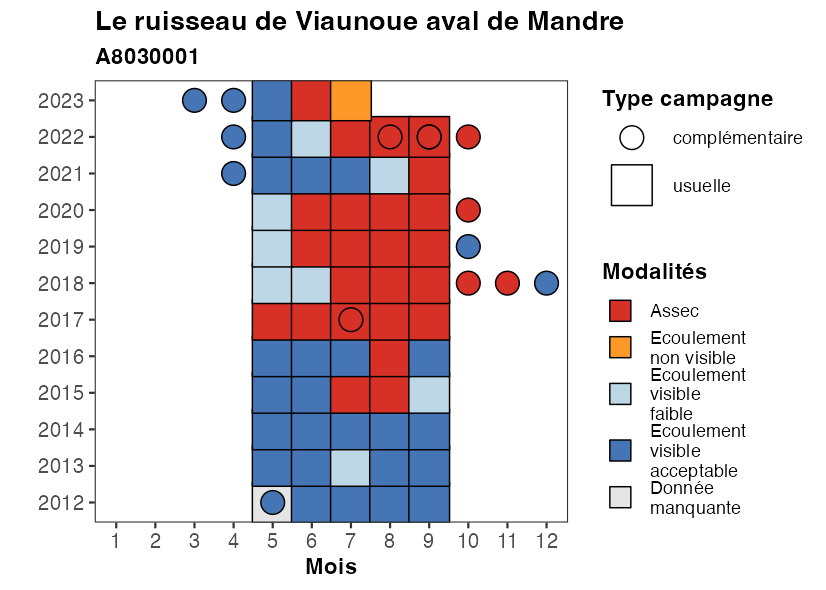 Le ruisseau de Viaunoue aval de Mandre
A8030001
2023
2022
2021
2020
2019
2018
2017
2016
2015
2014
2013
2012
1 2 3 4 5 6 7 8 9 10 11 12
Mois
Type campagne
complémentaire
usuelle
Modalités
Assec
Ecoulement
non visible
Ecoulement
visible
faible
Ecoulement
visible
acceptable
Donnée
manquante